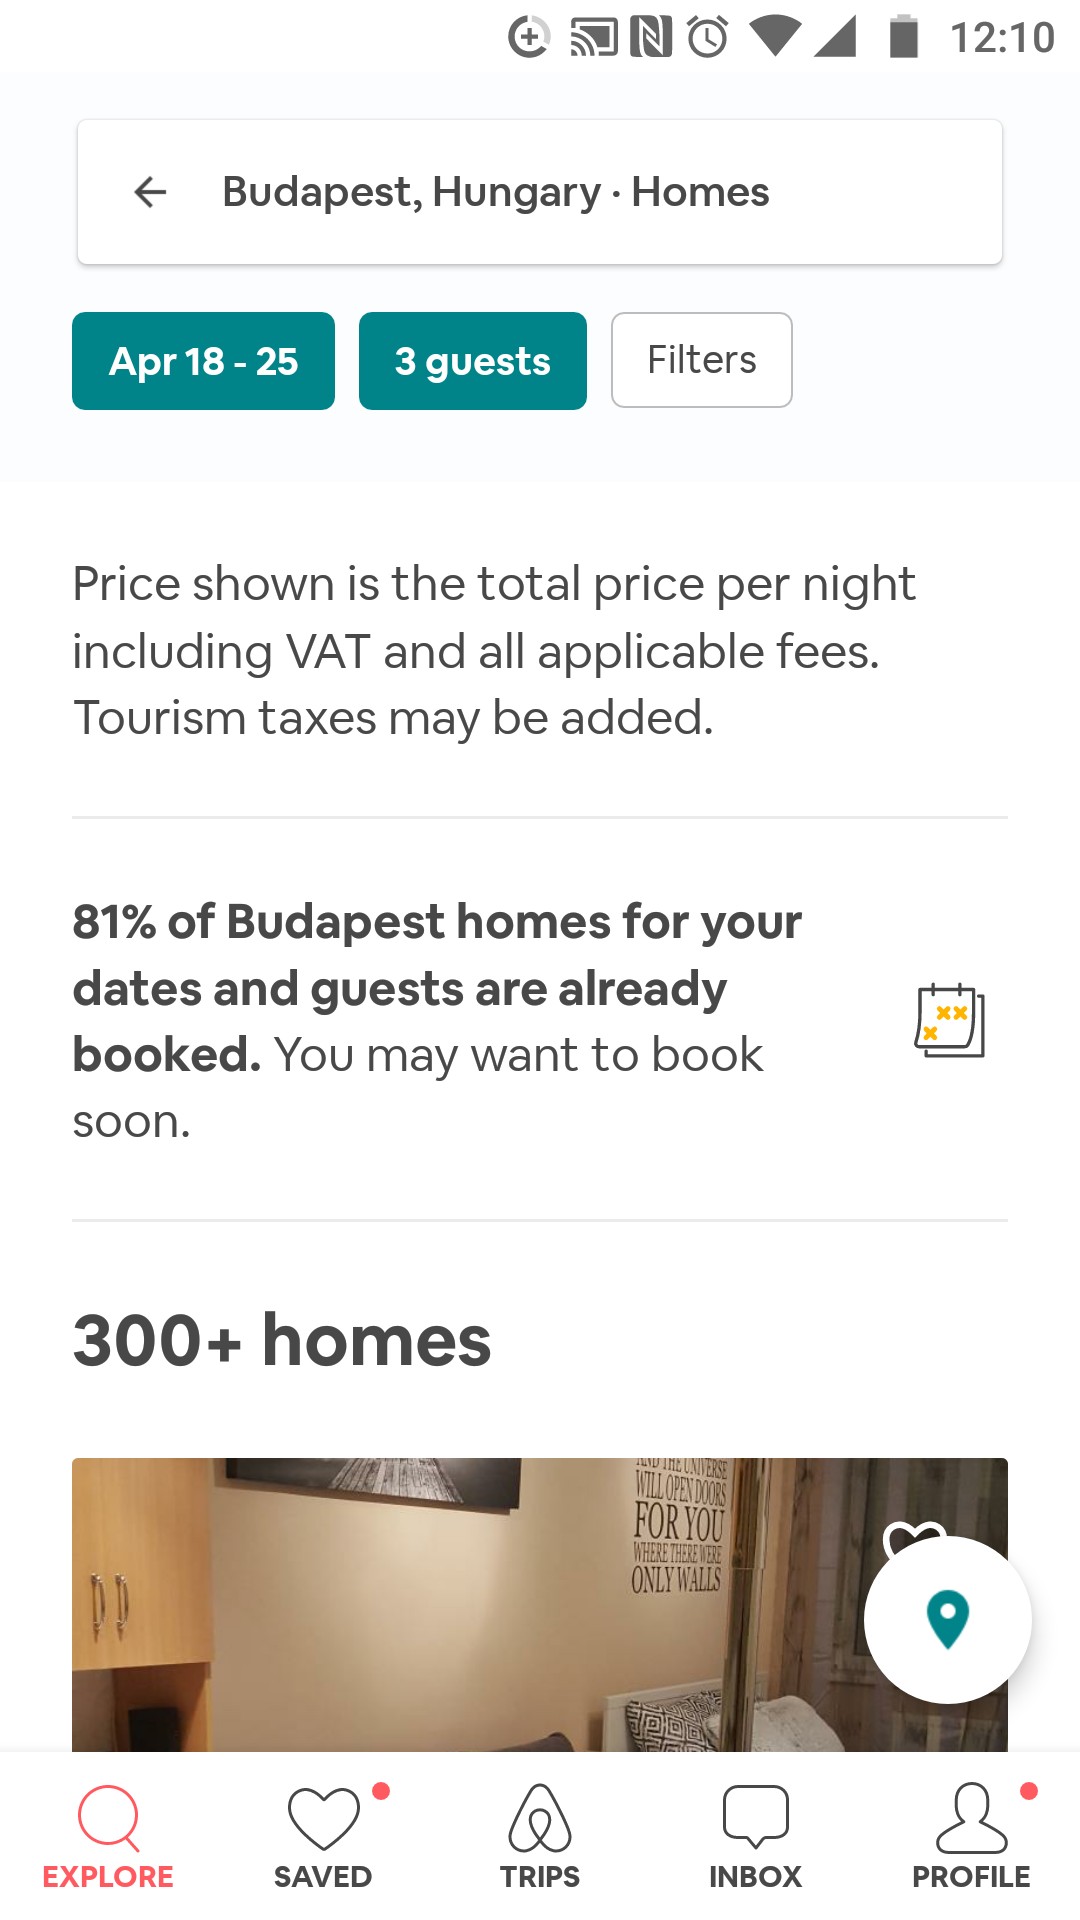 12:10
Budapest, Hungary · Homes
Apr 18 - 25
3 guests
Filters
Price shown is the total price per night
including VAT and all applicable fees.
Tourism taxes may be added.
81% of Budapest homes for your
dates and guests are already
booked. You may want to book
soon.
300+ homes
AND THE UNIVERSE
WILL OPEN DOORS
FOR YOU
WHERE THERE WERE
ONLY WALLS
EXPLORE
SAVED
TRIPS
INBOX
PROFILE